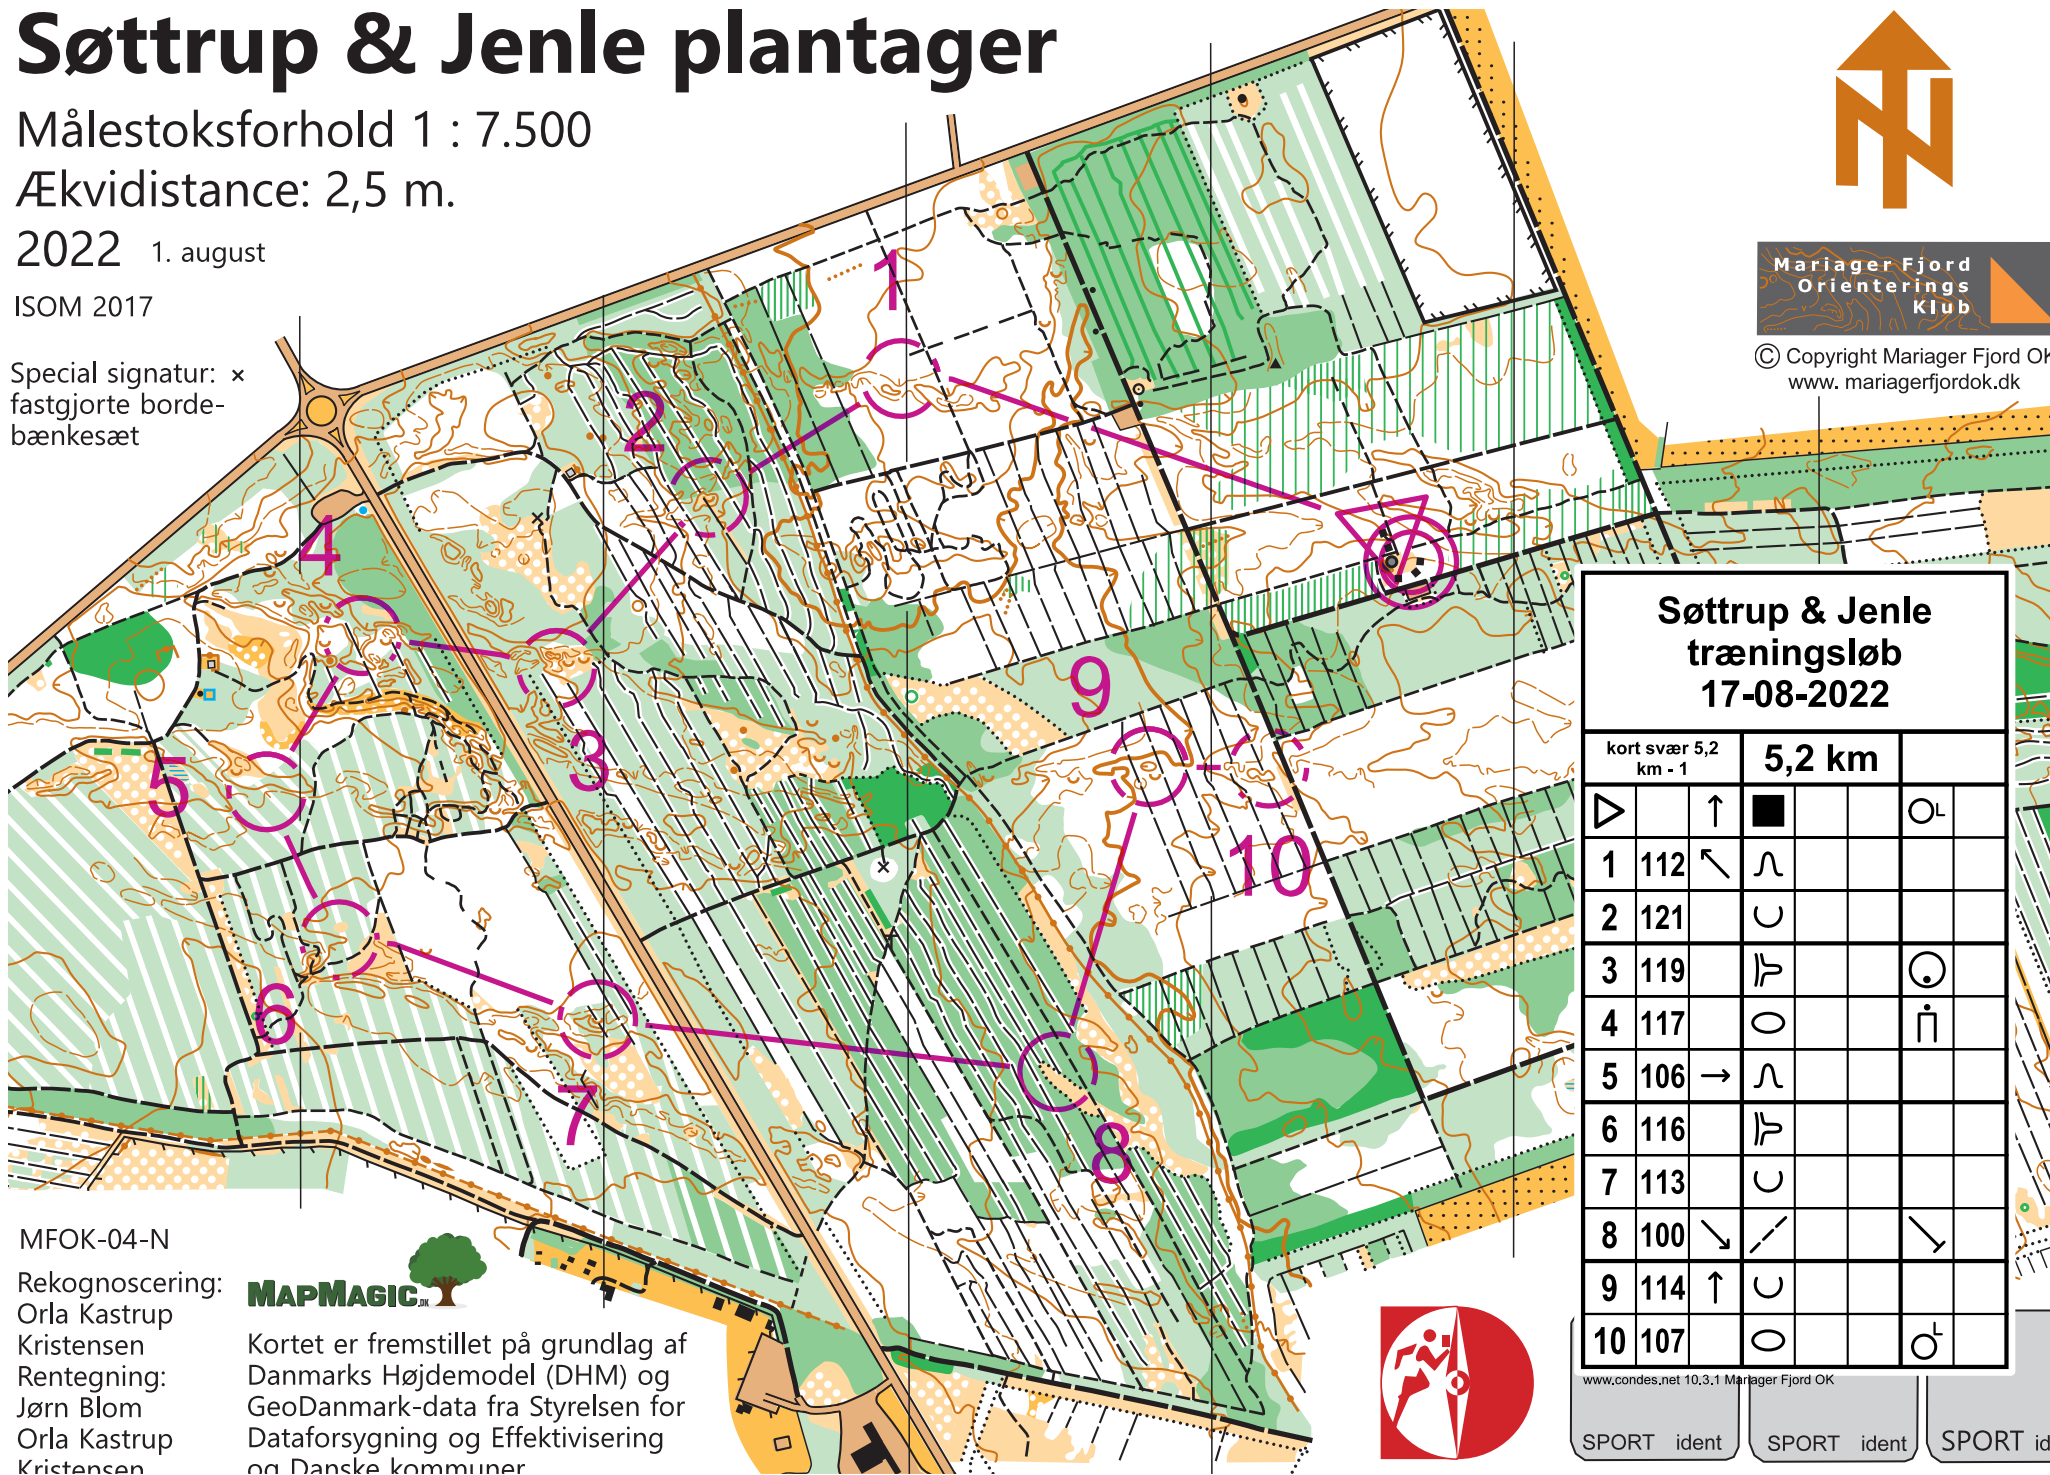 Søttrup & Jenle plantager
Målestoksforhold 1 : 7.500
Ækvidistance: 2,5 m.
2022 1. august
ISOM 2017
Special signatur: ×
fastgjorte borde-
bænkesæt
Mariager Fjord
Orienterings
Klub
© Copyright Mariager Fjord OK
www. mariagerfjordok.dk
1
2
3
4
5
6
7
8
9
10
Søttrup & Jenle
træningsløb
17-08-2022
kort svær 5,2
km - 1
5,2 km
1 112
2 121
3 119
4 117
5 106
6 116
7 113
8 100
9 114
10 107
www.condes.net 10.3.1 Mariager Fjord OK
SPORT ident
SPORT ident
SPORT id
MFOK-04-N
Rekognoscering:
Orla Kastrup
Kristensen
Rentegning:
Jørn Blom
Orla Kastrup
Kristensen
MAPMAGIC.DK
Kortet er fremstillet på grundlag af
Danmarks Højdemodel (DHM) og
GeoDanmark-data fra Styrelsen for
Dataforsygning og Effektivisering
og Danske kommuner